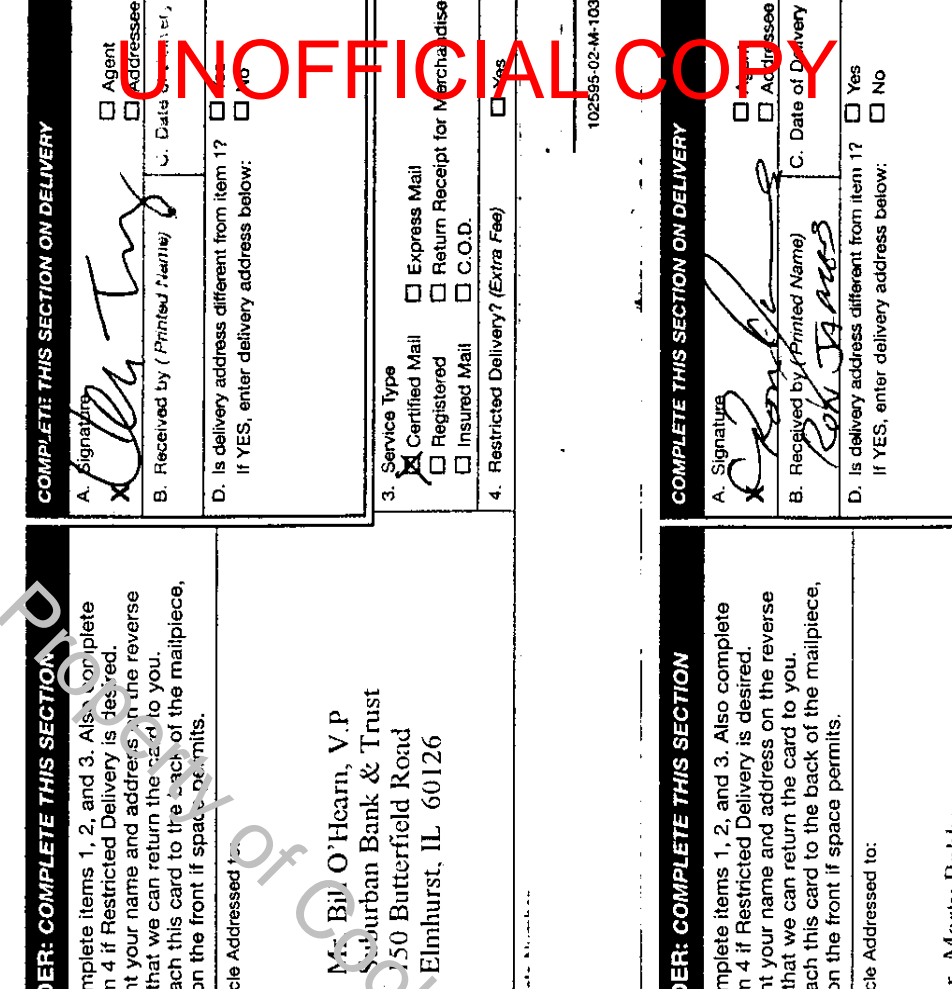 UNOFFICIAL COPY
COMPLETE THIS SECTION ON DELIVERY
A. Signature
X
☐ Agent
☐ Addressee
B. Received by (Printed Name)
C. Date
D. Is delivery address different from item 1?
☐ Yes
If YES, enter delivery address below:
☐ No
3. Service Type
☒ Certified Mail ☐ Express Mail
☐ Registered ☐ Return Receipt for Merchandise
☐ Insured Mail ☐ C.O.D.
4. Restricted Delivery? (Extra Fee) ☐ Yes
102595-02-M-103
DER: COMPLETE THIS SECTION
mplete items 1, 2, and 3. Also complete
n 4 if Restricted Delivery is desired.
nt your name and address on the reverse
that we can return the card to you.
ach this card to the back of the mailpiece,
on the front if space permits.
cle Addressed to:
Mr. Bill O'Hearn, V.P
Suburban Bank & Trust
150 Butterfield Road
Elmhurst, IL 60126
Property of Coo
COMPLETE THIS SECTION ON DELIVERY
A. Signature
X
☐ Agent
☐ Addressee
B. Received by (Printed Name)
C. Date of Delivery
JAMES
D. Is delivery address different from item 1? ☐ Yes
If YES, enter delivery address below: ☐ No
DER: COMPLETE THIS SECTION
mplete items 1, 2, and 3. Also complete
n 4 if Restricted Delivery is desired.
nt your name and address on the reverse
that we can return the card to you.
ach this card to the back of the mailpiece,
on the front if space permits.
cle Addressed to: